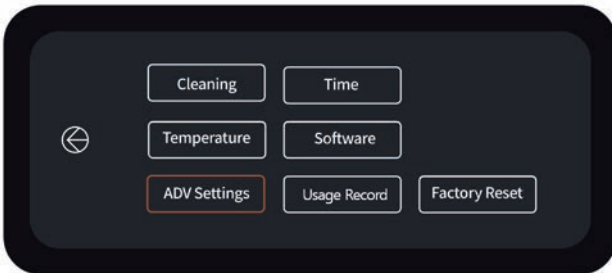 Cleaning
Time
Temperature
Software
ADV Settings
Usage Record
Factory Reset